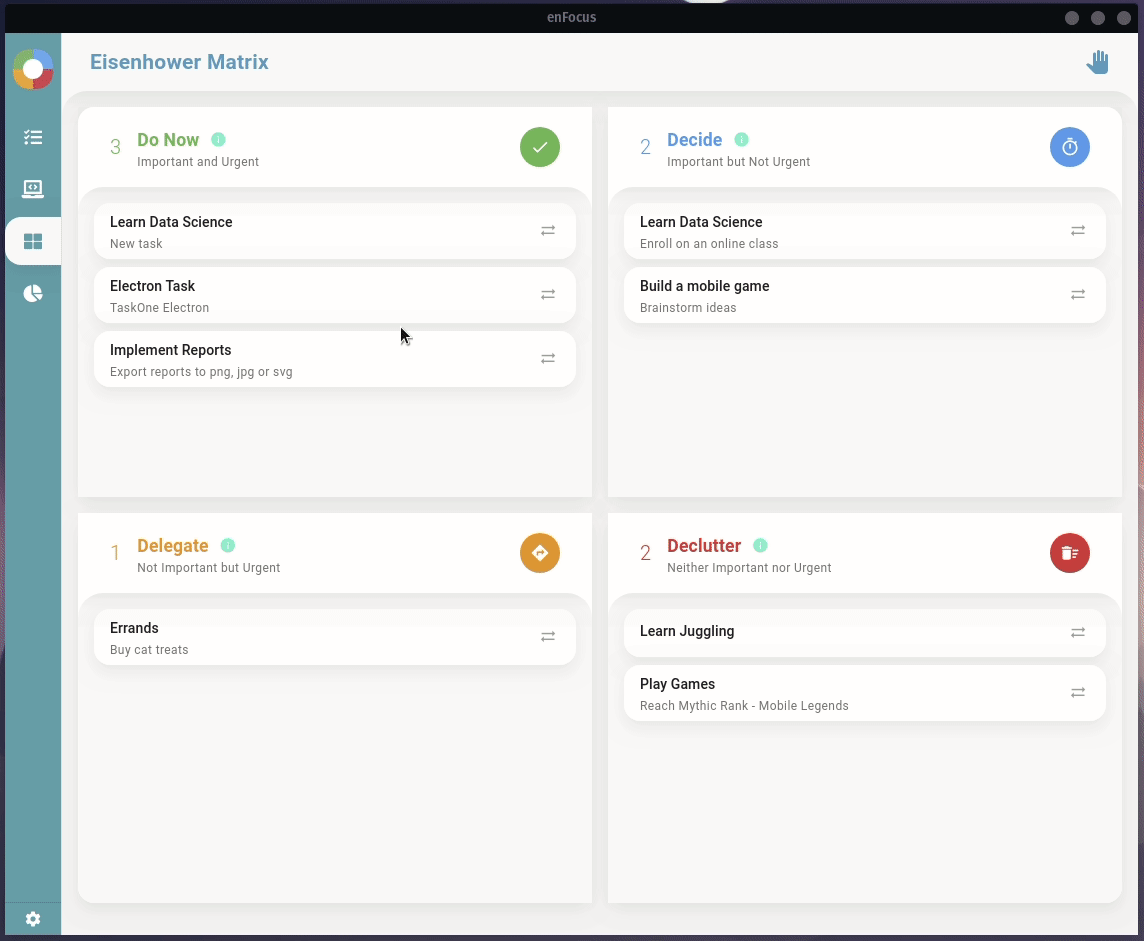 enFocus
Eisenhower Matrix
3 Do Now
Important and Urgent
Learn Data Science
New task
Electron Task
TaskOne Electron
Implement Reports
Export reports to png, jpg or svg
2 Decide
Important but Not Urgent
Learn Data Science
Enroll on an online class
Build a mobile game
Brainstorm ideas
1 Delegate
Not Important but Urgent
Errands
Buy cat treats
2 Declutter
Neither Important nor Urgent
Learn Juggling
Play Games
Reach Mythic Rank - Mobile Legends